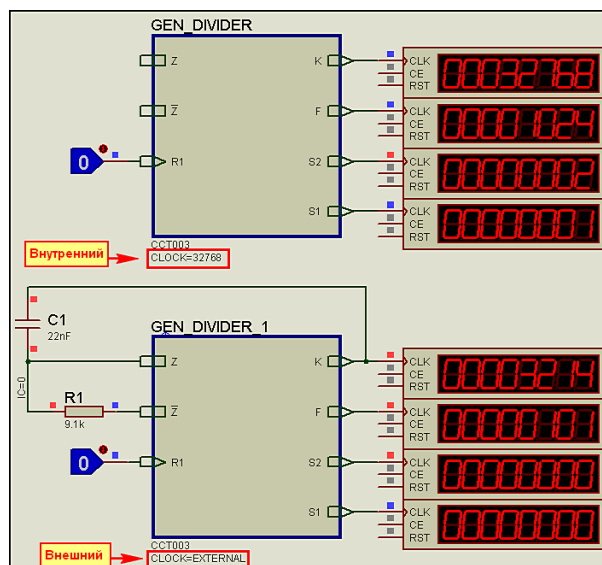 GEN_DIVIDER
Z K CLK
CE
RST
00032768
Z F CLK
CE
RST
00001024
0 R1 S2 CLK
CE
RST
00000002
S1 CLK
CE
RST
00000001
CCT003
Внутренний CLOCK=32768
C1
22nF
GEN_DIVIDER_1
Z K CLK
CE
RST
00003214
IC=0
R1
9.1k
Z F CLK
CE
RST
00000101
0 R1 S2 CLK
CE
RST
00000000
S1 CLK
CE
RST
00000000
CCT003
Внешний CLOCK=EXTERNAL